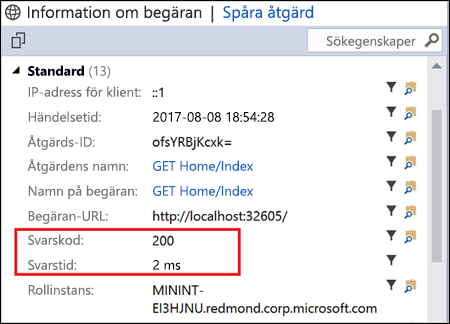 Information om begäran | Spåra åtgärd
Sökegenskaper
Standard (13)
IP-adress för klient: ::1
Händelsetid: 2017-08-08 18:54:28
Åtgärds-ID: ofsYRBjKcxk=
Åtgärdens namn: GET Home/Index
Namn på begäran: GET Home/Index
Begäran-URL: http://localhost:32605/
Svarskod: 200
Svarstid: 2 ms
Rollinstans: MININT-
EI3HJNU.redmond.corp.microsoft.com